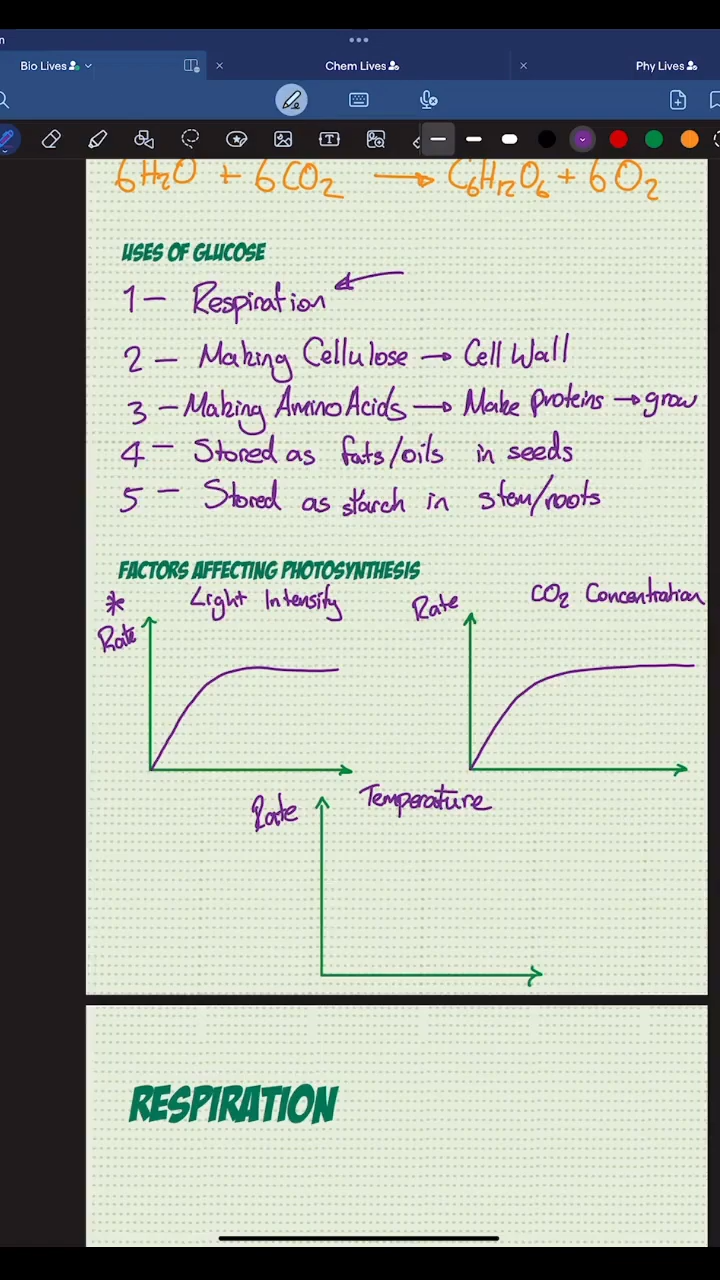 n
Bio Lives
Chem Lives
Phy Lives
6H2O + 6CO2 → C6H12O6 + 6O2
USES OF GLUCOSE
1 — Respiration
2 — Making Cellulose → Cell Wall
3 — Making Amino Acids → Make proteins → grow
4 — Stored as fats/oils in seeds
5 — Stored as starch in stem/roots
FACTORS AFFECTING PHOTOSYNTHESIS
* Light Intensity
Rate
Rate CO2 Concentration
Rate Temperature
RESPIRATION